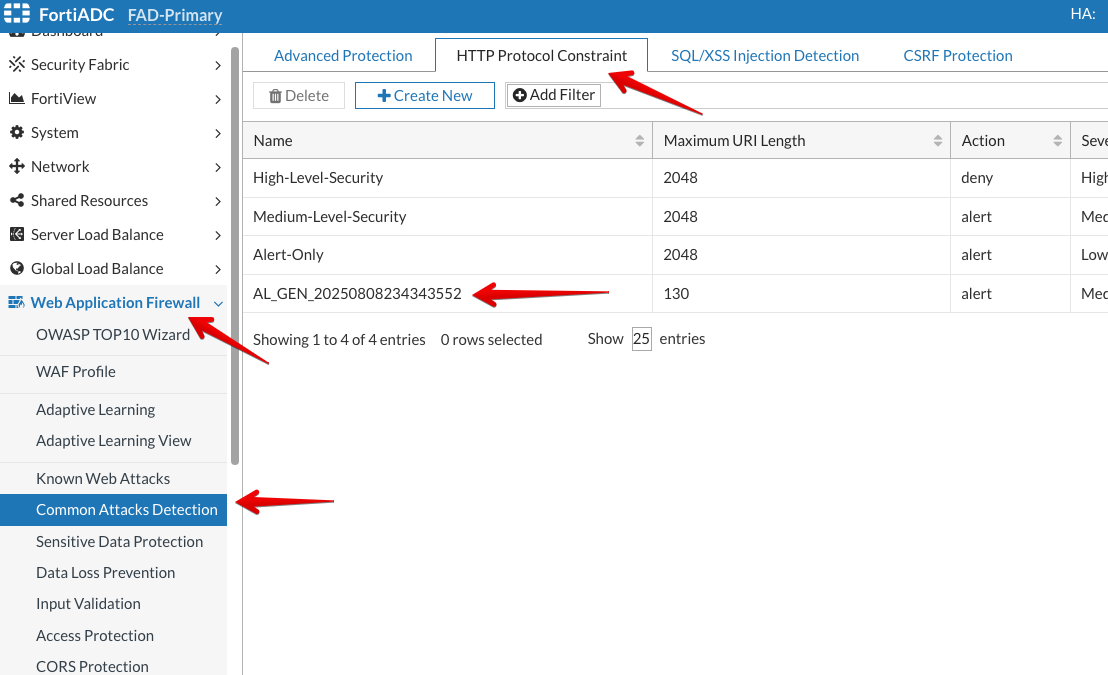 FortiADC FAD-Primary HA:
Dashboard
Security Fabric
FortiView
System
Network
Shared Resources
Server Load Balance
Global Load Balance
Web Application Firewall
OWASP TOP10 Wizard
WAF Profile
Adaptive Learning
Adaptive Learning View
Known Web Attacks
Common Attacks Detection
Sensitive Data Protection
Data Loss Prevention
Input Validation
Access Protection
CORS Protection
Advanced Protection HTTP Protocol Constraint SQL/XSS Injection Detection CSRF Protection
Delete Create New Add Filter
Name Maximum URI Length Action Seve
High-Level-Security 2048 deny High
Medium-Level-Security 2048 alert Med
Alert-Only 2048 alert Low
AL_GEN_20250808234343552 130 alert Med
Showing 1 to 4 of 4 entries 0 rows selected Show 25 entries